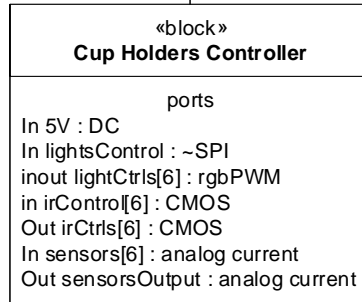 «block»
Cup Holders Controller
ports
In 5V : DC
In lightsControl : ~SPI
inout lightCtrls[6] : rgbPWM
in irControl[6] : CMOS
Out irCtrls[6] : CMOS
In sensors[6] : analog current
Out sensorsOutput : analog current